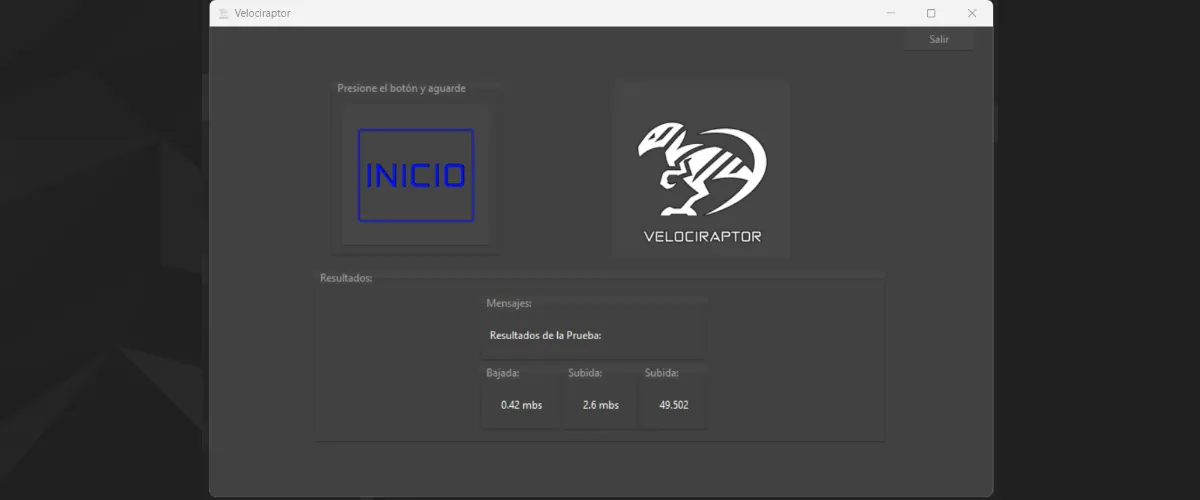 Velociraptor
Salir
Presione el botón y aguarde
INICIO
VELOCIRAPTOR
Resultados:
Mensajes:
Resultados de la Prueba:
Bajada: Subida: Subida:
0.42 mbs 2.6 mbs 49.502